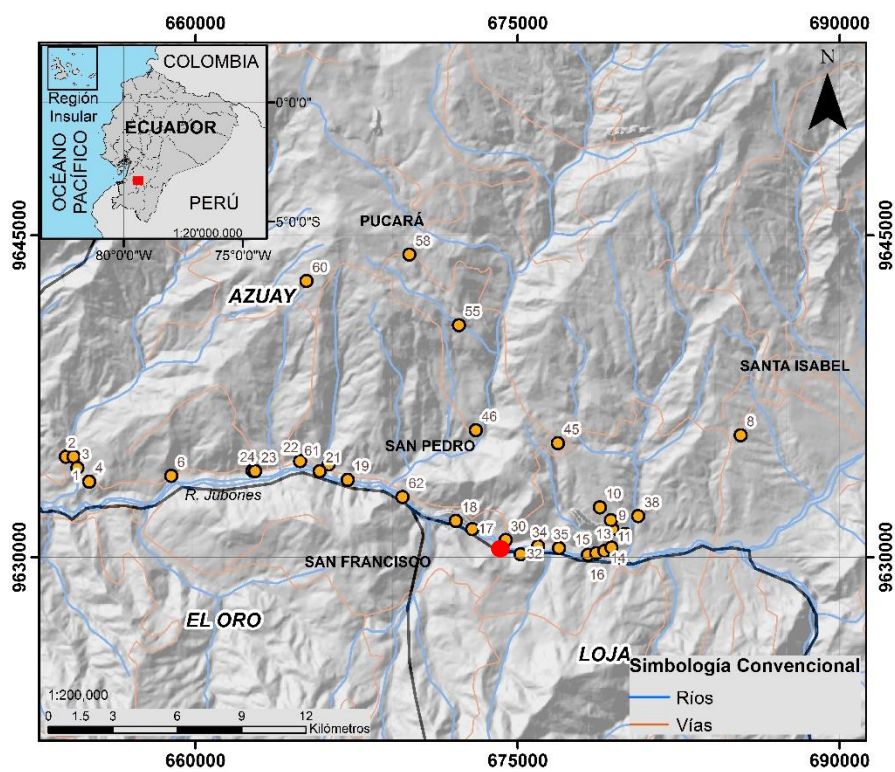 660000
675000
690000
COLOMBIA
Región
Insular
ECUADOR
OCÉANO
PACÍFICO
PERÚ
1:20'000.000
0°0'0"
5°0'0"S
80°0'0"W
75°0'0"W
N
9645000
9645000
PUCARÁ
58
60
AZUAY
55
SANTA ISABEL
8
46
45
SAN PEDRO
2
3
1
4
6
24
23
22
61
21
19
R. Jubones
62
18
17
30
34
35
32
15
13
16
14
11
9
10
38
9630000
9630000
SAN FRANCISCO
EL ORO
LOJA
Simbología Convencional
Ríos
Vías
1:200,000
0
1.5
3
6
9
12
Kilómetros
660000
675000
690000